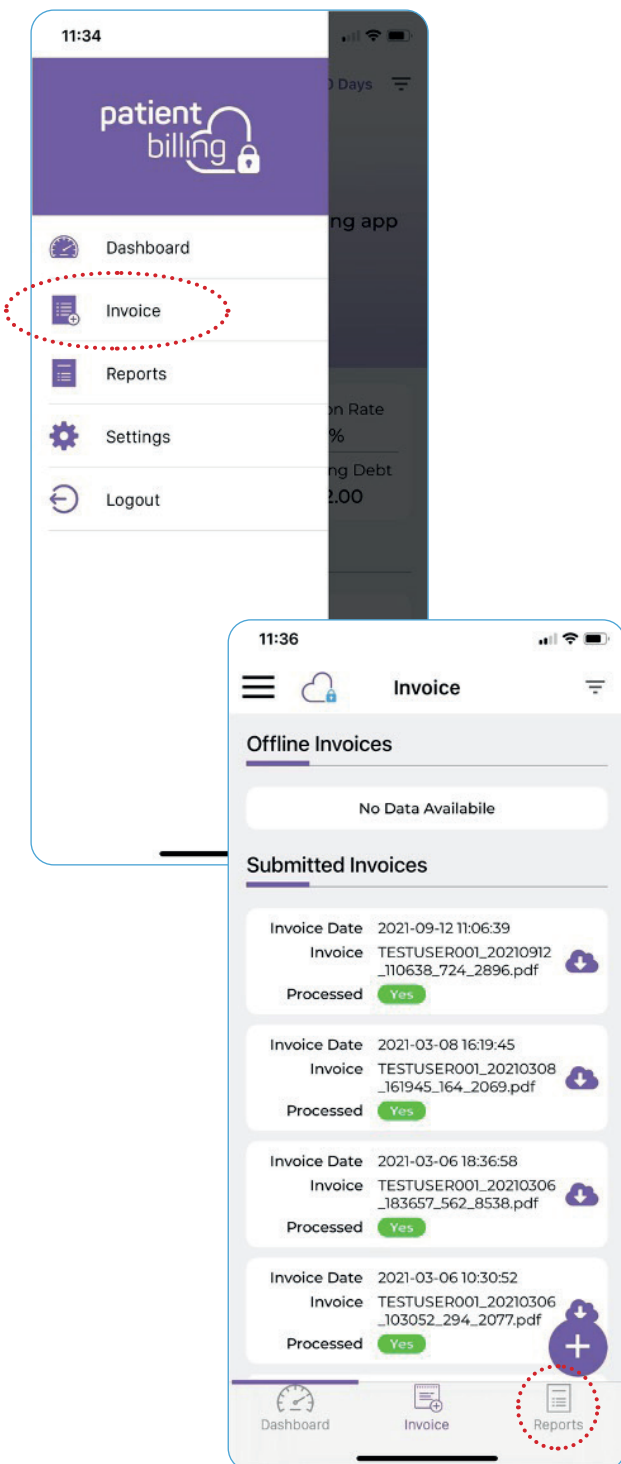 11:34
0 Days
patient
billing
ng app
Dashboard
Invoice
Reports
on Rate
%
Settings
ng Debt
2.00
Logout
11:36
Invoice
Offline Invoices
No Data Availabile
Submitted Invoices
Invoice Date 2021-09-12 11:06:39
Invoice TESTUSER001_20210912
_110638_724_2896.pdf
Processed Yes
Invoice Date 2021-03-08 16:19:45
Invoice TESTUSER001_20210308
_161945_164_2069.pdf
Processed Yes
Invoice Date 2021-03-06 18:36:58
Invoice TESTUSER001_20210306
_183657_562_8538.pdf
Processed Yes
Invoice Date 2021-03-06 10:30:52
Invoice TESTUSER001_20210306
_103052_294_2077.pdf
Processed Yes
Dashboard Invoice Reports